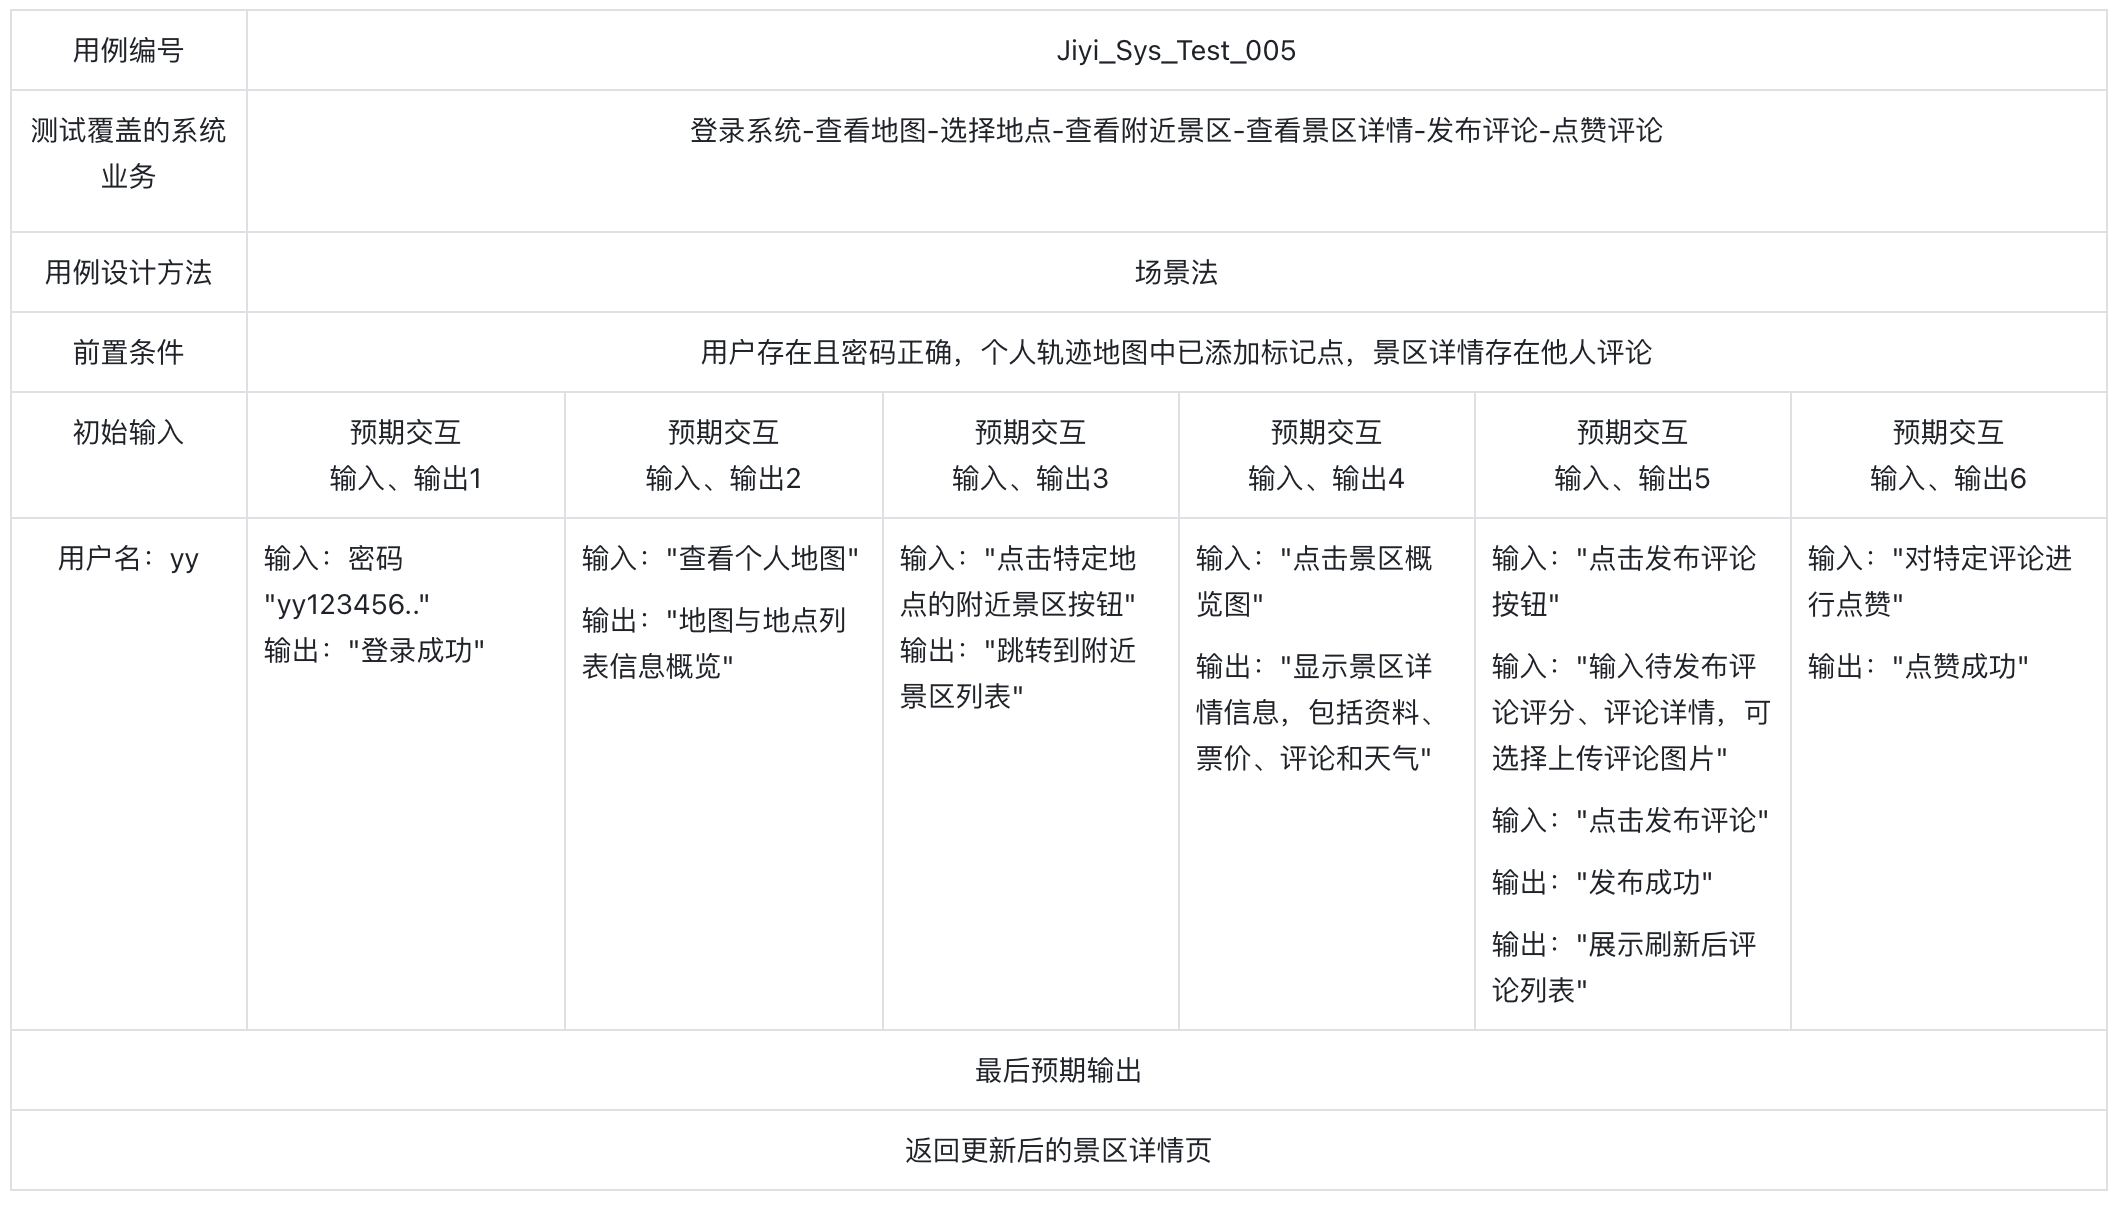 用例编号
Jiyi_Sys_Test_005
测试覆盖的系统
业务
登录系统-查看地图-选择地点-查看附近景区-查看景区详情-发布评论-点赞评论
用例设计方法
场景法
前置条件
用户存在且密码正确，个人轨迹地图中已添加标记点，景区详情存在他人评论
初始输入
预期交互
输入、输出1
预期交互
输入、输出2
预期交互
输入、输出3
预期交互
输入、输出4
预期交互
输入、输出5
预期交互
输入、输出6
用户名：yy
输入：密码
"yy123456.."
输出："登录成功"
输入："查看个人地图"
输出："地图与地点列
表信息概览"
输入："点击特定地
点的附近景区按钮"
输出："跳转到附近
景区列表"
输入："点击景区概
览图"
输出："显示景区详
情信息，包括资料、
票价、评论和天气"
输入："点击发布评论
按钮"
输入："输入待发布评
论评分、评论详情，可
选择上传评论图片"
输入："点击发布评论"
输出："发布成功"
输出："展示刷新后评
论列表"
输入："对特定评论进
行点赞"
输出："点赞成功"
最后预期输出
返回更新后的景区详情页